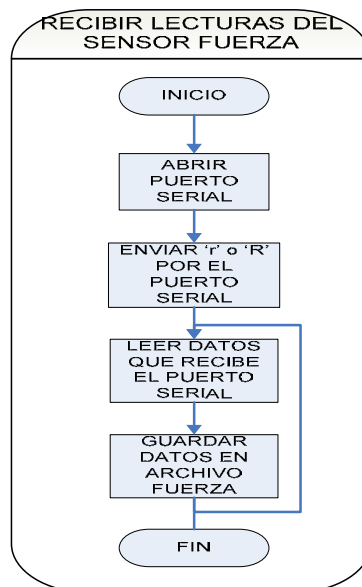 RECIBIR LECTURAS DEL
SENSOR FUERZA
INICIO
ABRIR
PUERTO
SERIAL
ENVIAR ‘r’ o ‘R’
POR EL
PUERTO
SERIAL
LEER DATOS
QUE RECIBE
EL PUERTO
SERIAL
GUARDAR
DATOS EN
ARCHIVO
FUERZA
FIN